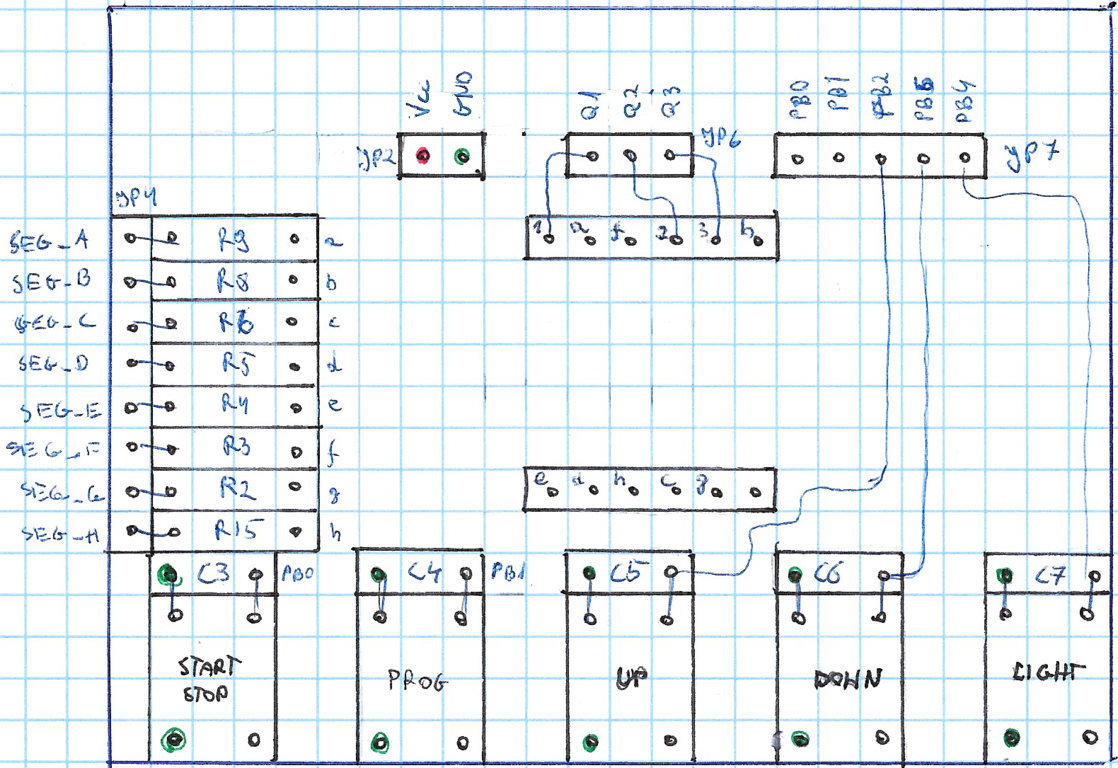 Vcc GND
Q1 Q2 Q3
PB0 PB1 PB2 PB4
JP2
JP6
JP7
JP4
1 a f 2 3 b
SEG_A R9 a
SEG_B R8 b
SEG_C R6 c
SEG_D R5 d
SEG_E R4 e
SEG_F R3 f
SEG_G R2 g
SEG_H R15 h
e d h c g
C3 PB0 C4 PB1 C5 C6 C7
START
STOP
PROG
UP
DOWN
LIGHT